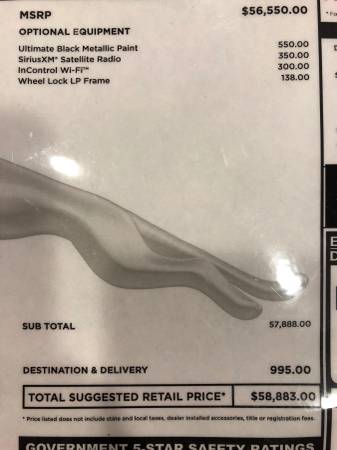 MSRP $56,550.00
OPTIONAL EQUIPMENT
Ultimate Black Metallic Paint 550.00
SiriusXM® Satellite Radio 350.00
InControl Wi-Fi™ 300.00
Wheel Lock LP Frame 138.00
SUB TOTAL 57,888.00
DESTINATION & DELIVERY 995.00
TOTAL SUGGESTED RETAIL PRICE* $58,883.00
* Price listed does not include state and local taxes, dealer installed accessories, title or registration fees.
GOVERNMENT 5-STAR SAFETY RATINGS